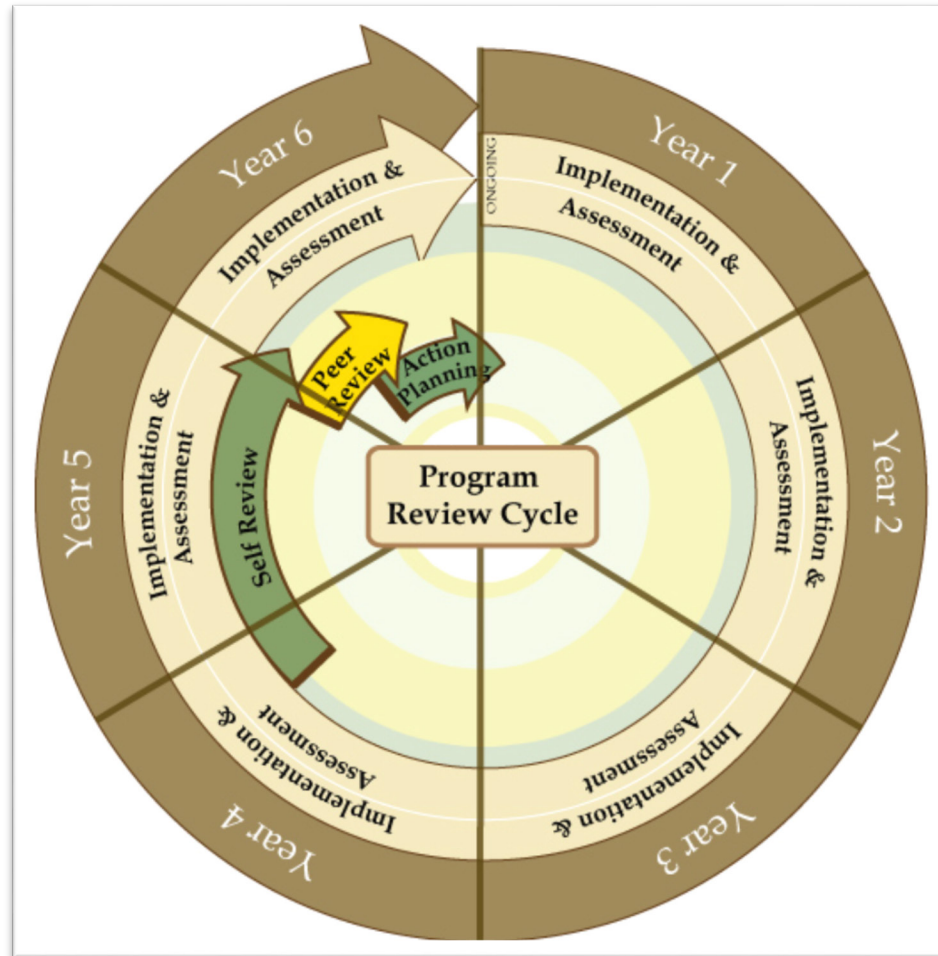 Year 1
Implementation &
Assessment
ONGOING
Year 2
Implementation &
Assessment
Year 3
Implementation &
Assessment
Year 4
Implementation &
Assessment
Year 5
Implementation &
Assessment
Year 6
Implementation &
Assessment
Self Review
Peer
Review
Action
Planning
Program
Review Cycle